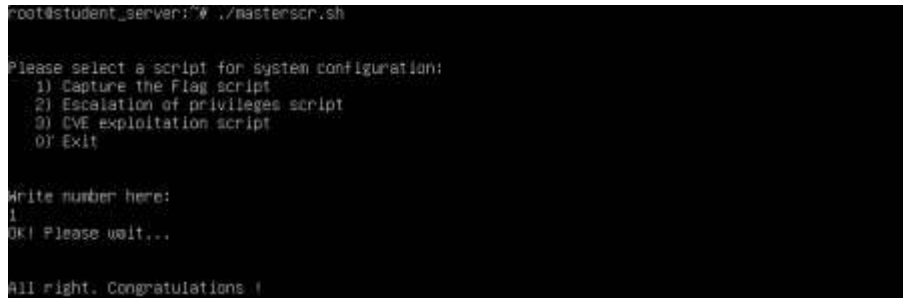 root@student_server:~# ./masterscr.sh
Please select a script for system configuration:
1) Capture the Flag script
2) Escalation of privileges script
3) CVE exploitation script
0) Exit
Write number here:
1
OK! Please wait...
All right. Congratulations !